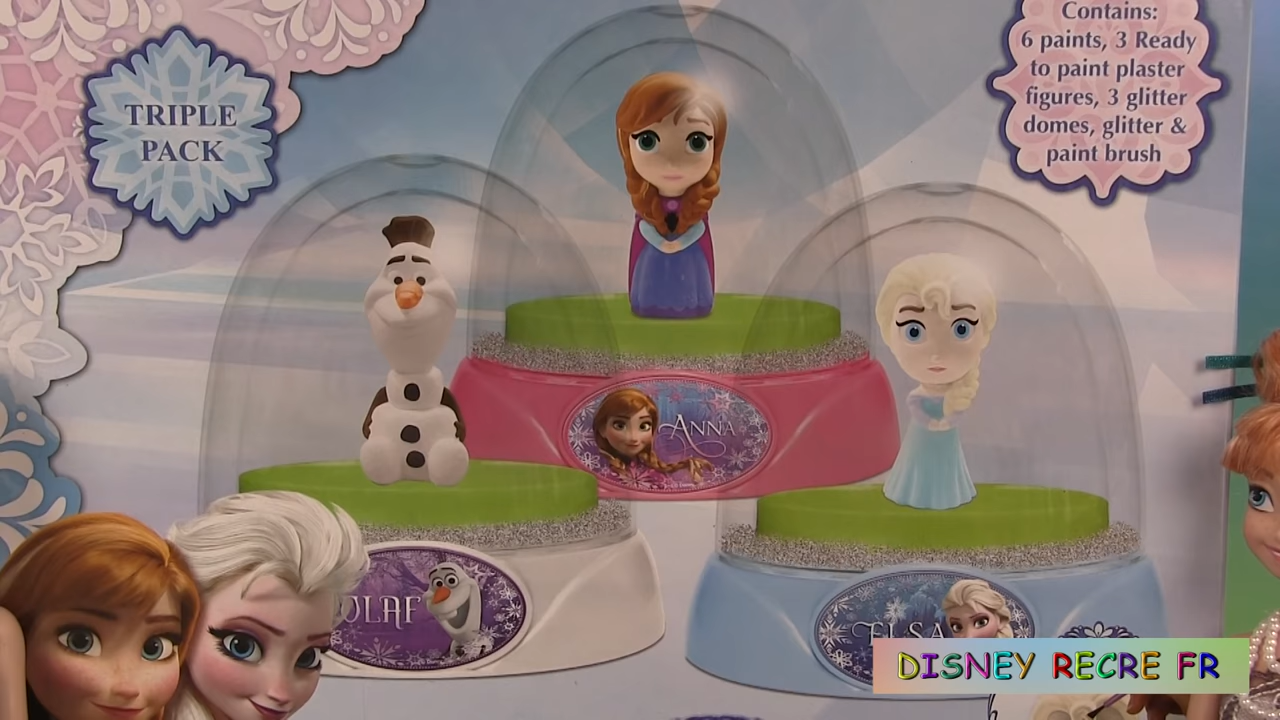 TRIPLE
PACK
Contains:
6 paints, 3 Ready
to paint plaster
figures, 3 glitter
domes, glitter &
paint brush
ANNA
OLAF
ELSA
DISNEY RECRE FR